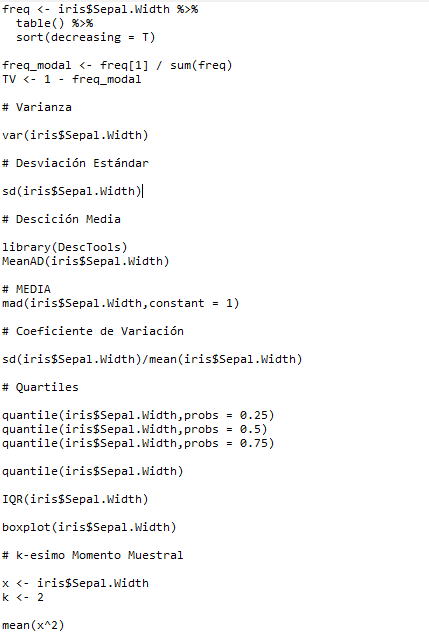 freq <- iris$Sepal.Width %>%
  table() %>%
  sort(decreasing = T)
freq_modal <- freq[1] / sum(freq)
TV <- 1 - freq_modal
# Varianza
var(iris$Sepal.Width)
# Desviación Estándar
sd(iris$Sepal.Width)
# Descición Media
library(DescTools)
MeanAD(iris$Sepal.Width)
# MEDIA
mad(iris$Sepal.Width,constant = 1)
# Coeficiente de Variación
sd(iris$Sepal.Width)/mean(iris$Sepal.Width)
# Quartiles
quantile(iris$Sepal.Width,probs = 0.25)
quantile(iris$Sepal.Width,probs = 0.5)
quantile(iris$Sepal.Width,probs = 0.75)
quantile(iris$Sepal.Width)
IQR(iris$Sepal.Width)
boxplot(iris$Sepal.Width)
# k-esimo Momento Muestral
x <- iris$Sepal.Width
k <- 2
mean(x^2)